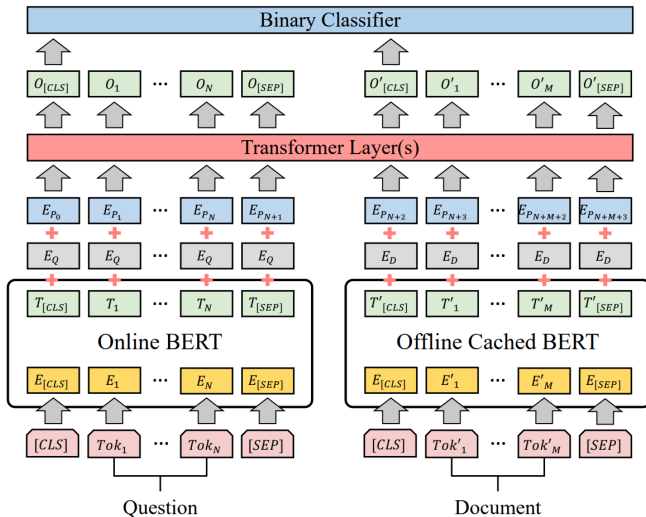 Binary Classifier
O[CLS] O1 ... ON O[SEP] O'[CLS] O'1 ... O'M O'[SEP]
Transformer Layer(s)
EP0 EP1 ... EPN EPN+1 EPN+2 EPN+3 ... EPN+M+2 EPN+M+3
+ + + + + + + +
EQ EQ ... EQ EQ ED ED ... ED ED
+ + + + + + + +
T[CLS] T1 ... TN T[SEP] T'[CLS] T'1 ... T'M T'[SEP]
Online BERT Offline Cached BERT
E[CLS] E1 ... EN E[SEP] E[CLS] E'1 ... E'M E[SEP]
[CLS] Tok1 ... TokN [SEP] [CLS] Tok'1 ... Tok'M [SEP]
Question Document